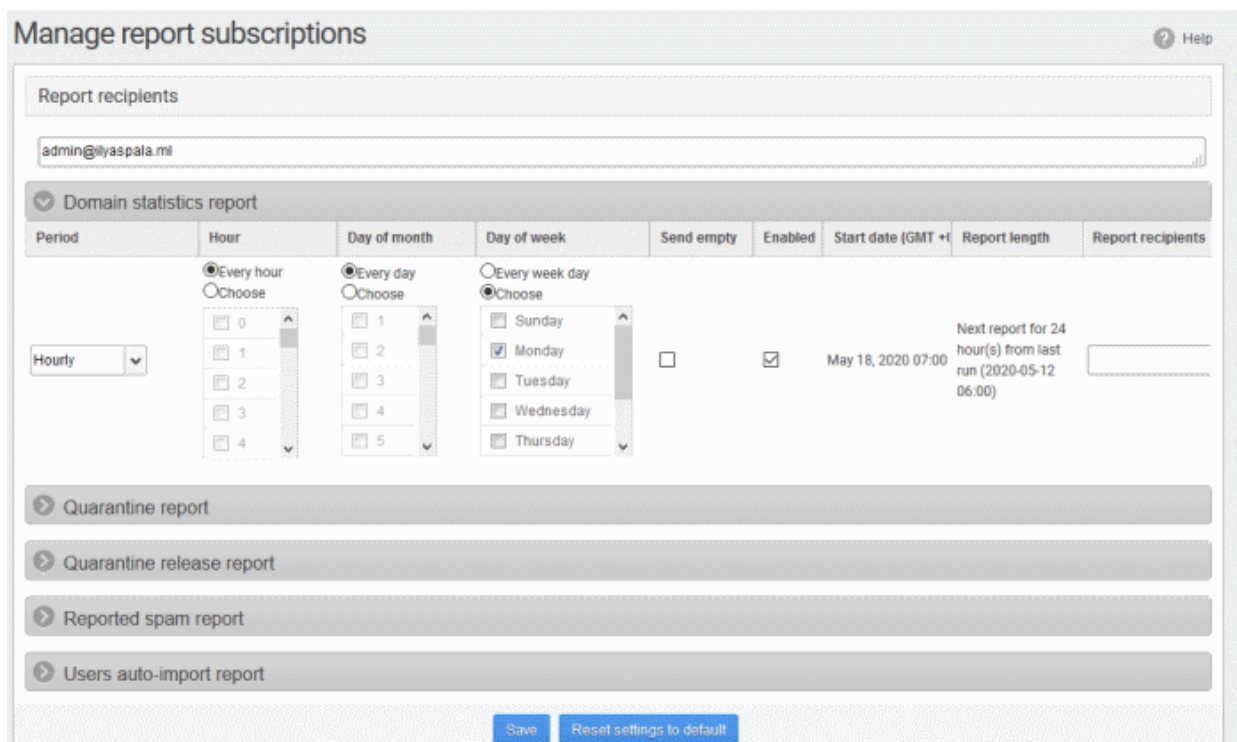 Manage report subscriptions
Help
Report recipients
admin@ilyaspala.ml
Domain statistics report
Period Hour Day of month Day of week Send empty Enabled Start date (GMT + Report length Report recipients
Every hour Every day Every week day
Choose Choose Choose
0 1 Sunday
1 2 Monday
2 3 Tuesday
3 4 Wednesday
4 5 Thursday
Hourly
May 18, 2020 07:00
Next report for 24
hour(s) from last
run (2020-05-12
06:00)
Quarantine report
Quarantine release report
Reported spam report
Users auto-import report
Save Reset settings to default